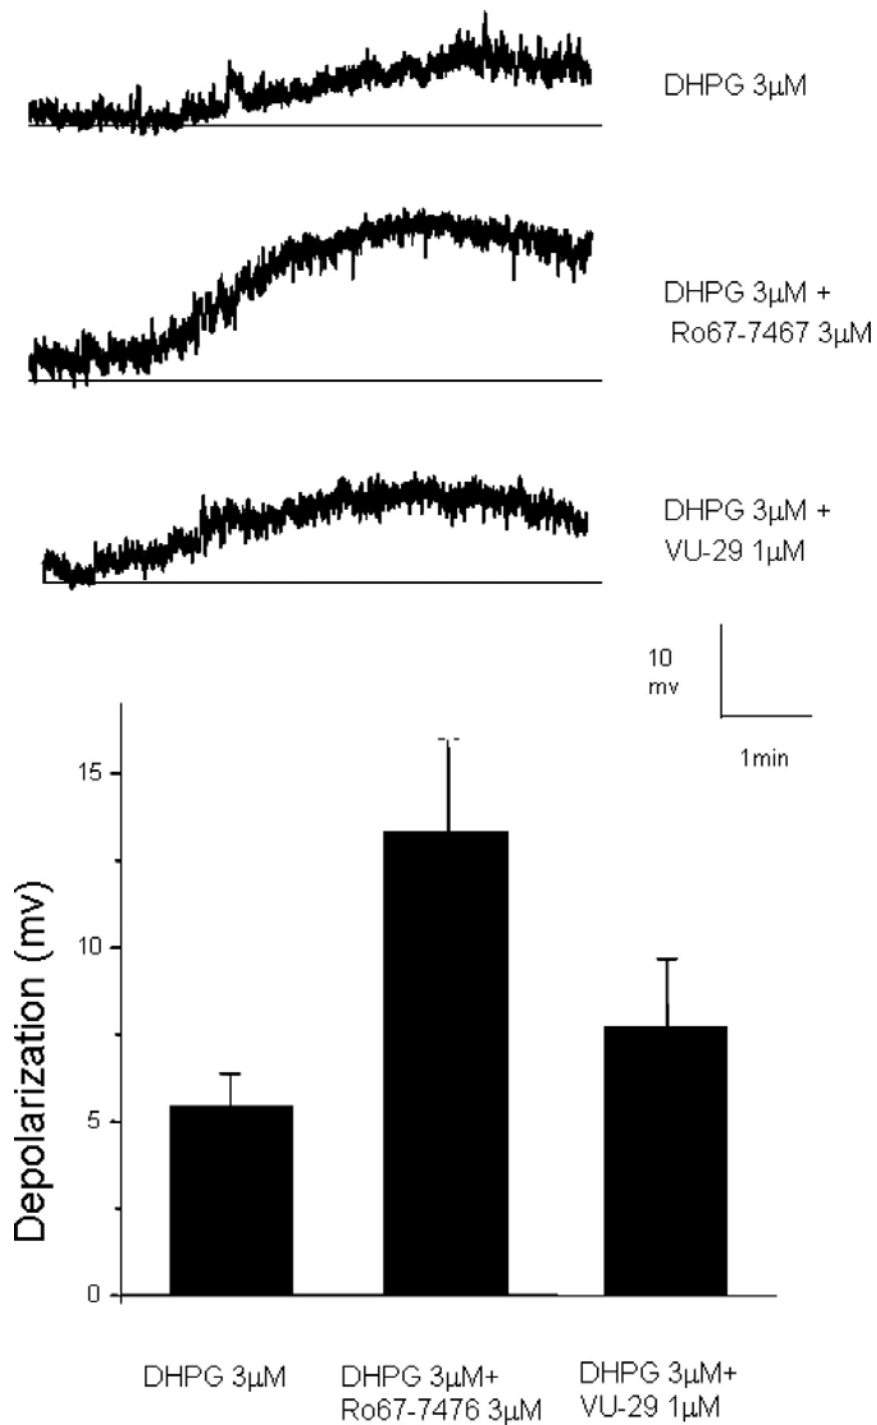 DHPG 3μM
DHPG 3μM +
Ro67-7467 3μM
DHPG 3μM +
VU-29 1μM
10
mv
1min
15
10
5
0
Depolarization (mv)
DHPG 3μM
DHPG 3μM+
Ro67-7476 3μM
DHPG 3μM+
VU-29 1μM